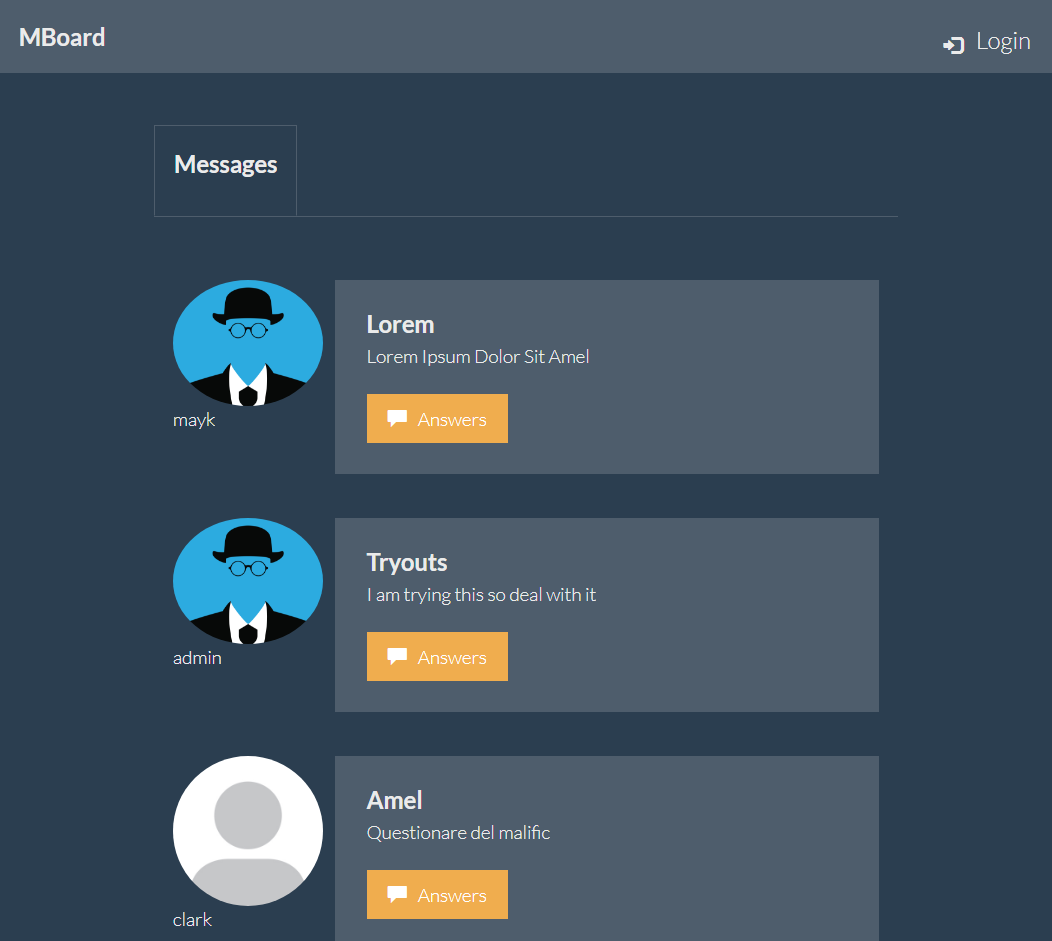 MBoard
Login
Messages
Lorem
Lorem Ipsum Dolor Sit Amel
Answers
mayk
Tryouts
I am trying this so deal with it
Answers
admin
Amel
Questionare del malific
Answers
clark